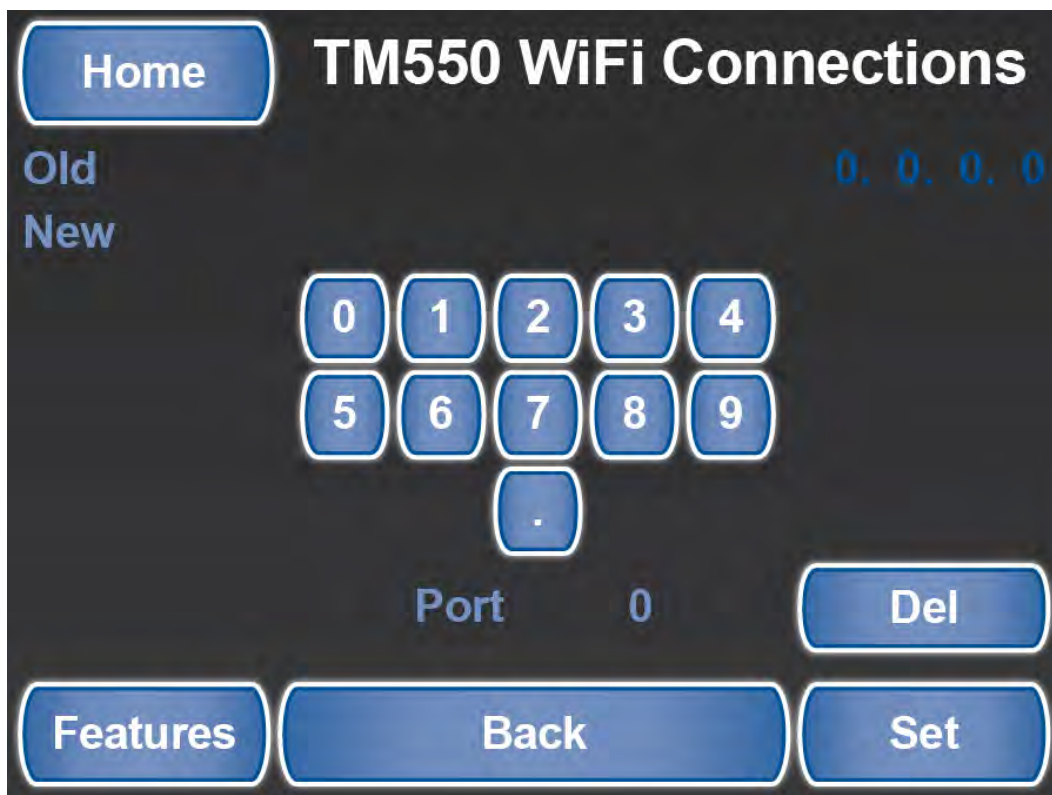 Home TM550 WiFi Connections
Old 0. 0. 0. 0
New
0 1 2 3 4
5 6 7 8 9
.
Port 0 Del
Features Back Set